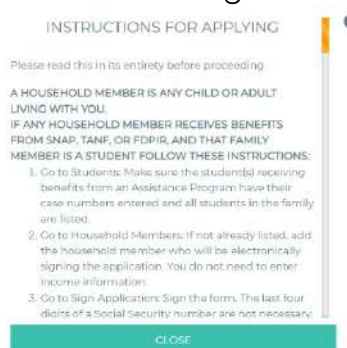 INSTRUCTIONS FOR APPLYING
Please read this in its entirety before proceeding
A HOUSEHOLD MEMBER IS ANY CHILD OR ADULT
LIVING WITH YOU.
IF ANY HOUSEHOLD MEMBER RECEIVES BENEFITS
FROM SNAP, TANF, OR FDPIR, AND THAT FAMILY
MEMBER IS A STUDENT FOLLOW THESE INSTRUCTIONS:
1. Go to Students: Make sure the student(s) receiving
benefits from an Assistance Program have their
case numbers entered and all students in the family
are listed.
2. Go to Household Members: If not already listed, add
the household member who will be electronically
signing the application. You do not need to enter
income information.
3. Go to Sign Application: Sign the form. The last four
digits of a Social Security number are not necessary.
CLOSE